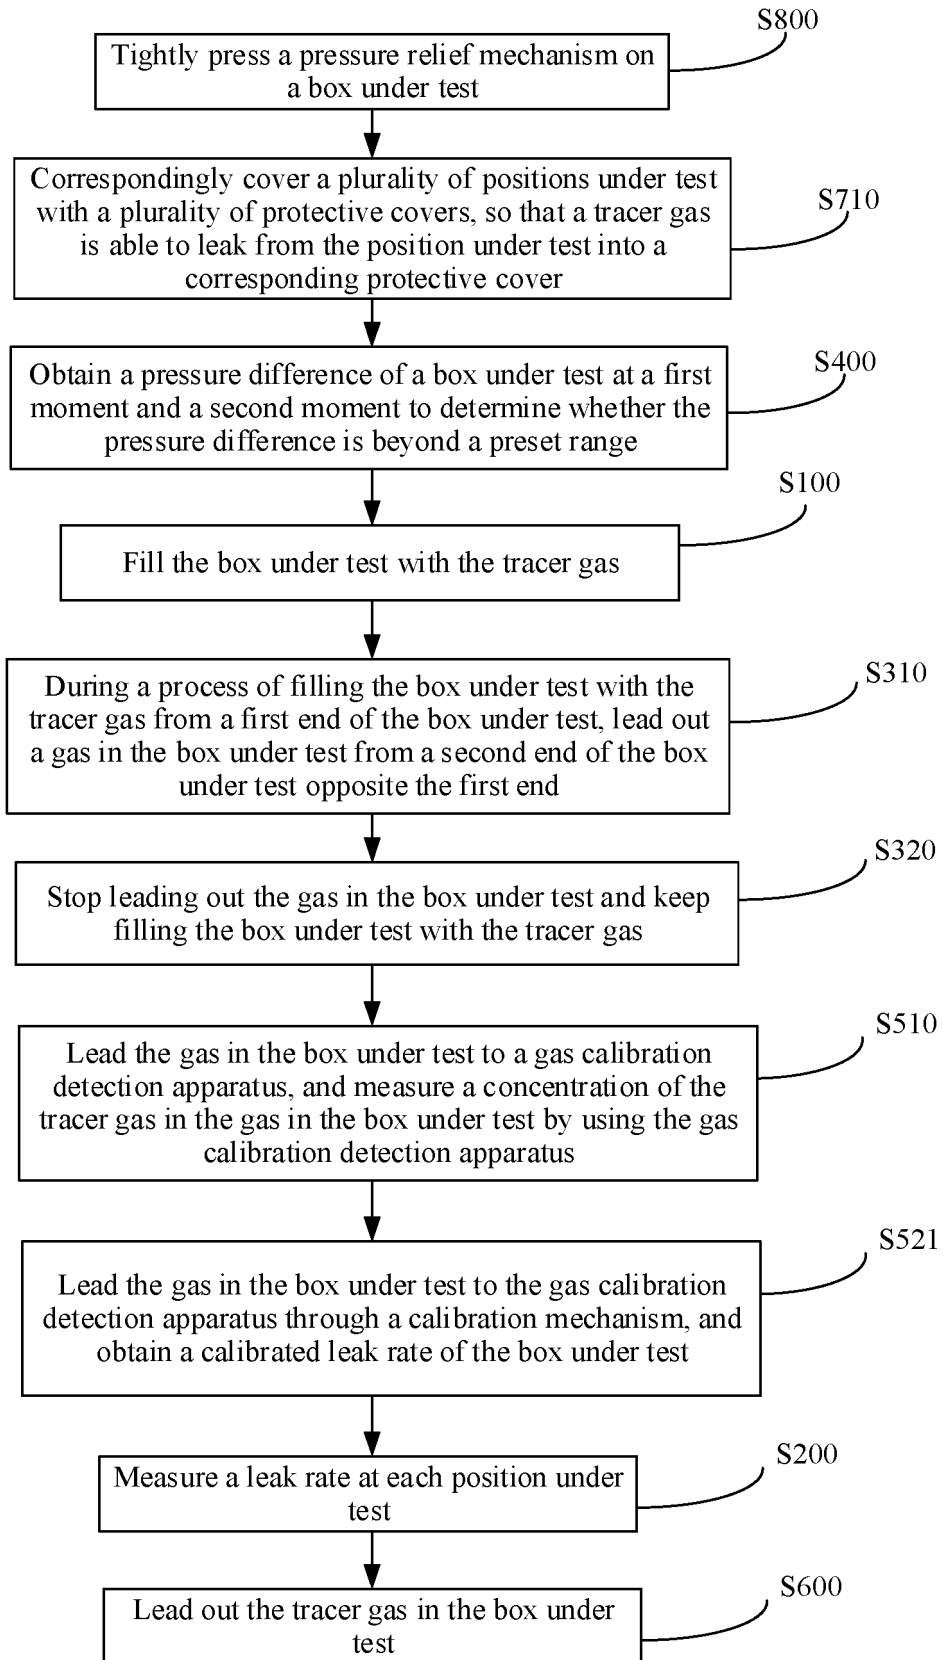 S800
Tightly press a pressure relief mechanism on
a box under test
Correspondingly cover a plurality of positions under test
with a plurality of protective covers, so that a tracer gas
is able to leak from the position under test into a
corresponding protective cover
S710
Obtain a pressure difference of a box under test at a first
moment and a second moment to determine whether the
pressure difference is beyond a preset range
S400
S100
Fill the box under test with the tracer gas
During a process of filling the box under test with the
tracer gas from a first end of the box under test, lead out
a gas in the box under test from a second end of the box
under test opposite the first end
S310
S320
Stop leading out the gas in the box under test and keep
filling the box under test with the tracer gas
S510
Lead the gas in the box under test to a gas calibration
detection apparatus, and measure a concentration of the
tracer gas in the gas in the box under test by using the gas
calibration detection apparatus
S521
Lead the gas in the box under test to the gas calibration
detection apparatus through a calibration mechanism, and
obtain a calibrated leak rate of the box under test
S200
Measure a leak rate at each position under
test
S600
Lead out the tracer gas in the box under
test